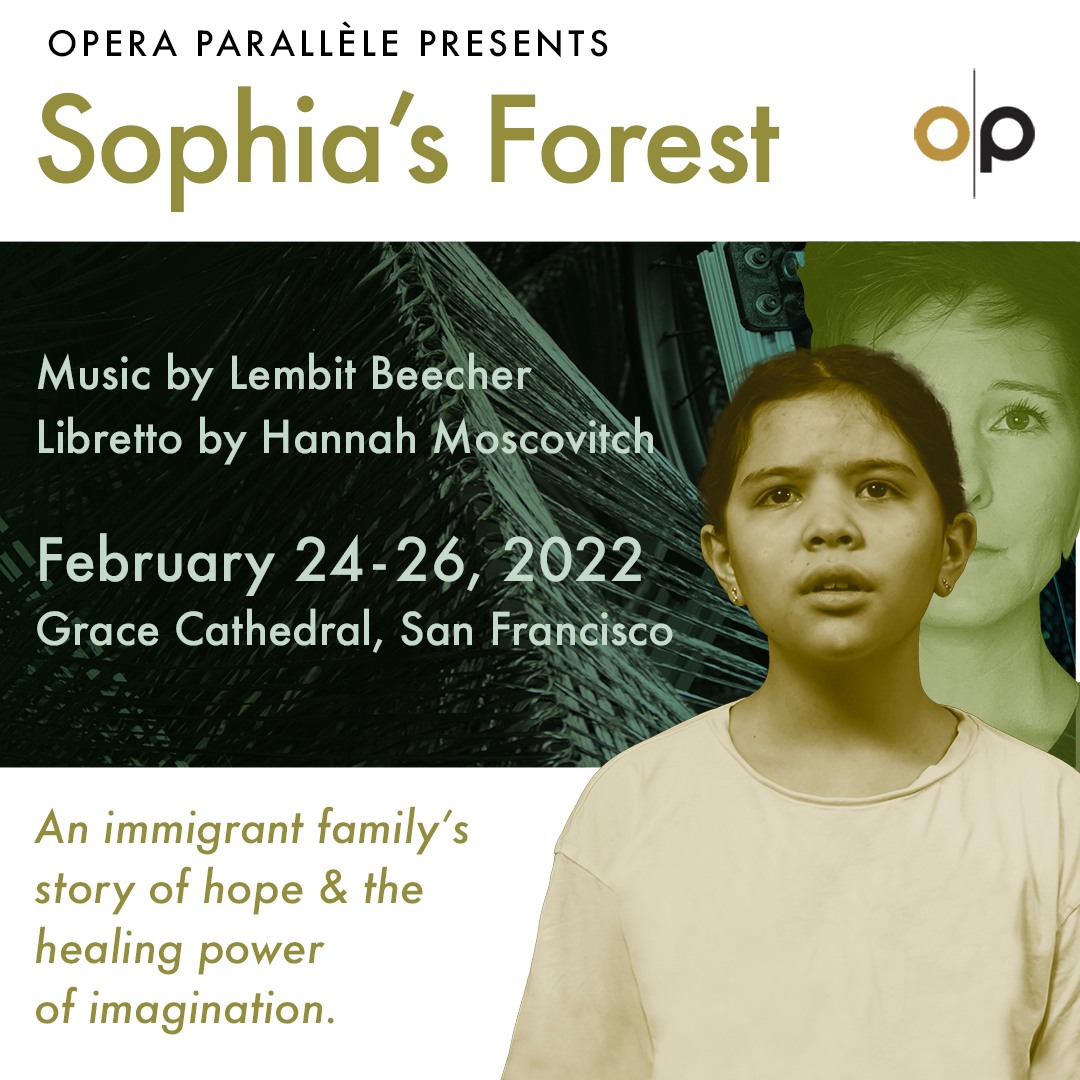 OPERA PARALLÈLE PRESENTS
Sophia's Forest
o|p
Music by Lembit Beecher
Libretto by Hannah Moscovitch
February 24-26, 2022
Grace Cathedral, San Francisco
An immigrant family's
story of hope & the
healing power
of imagination.